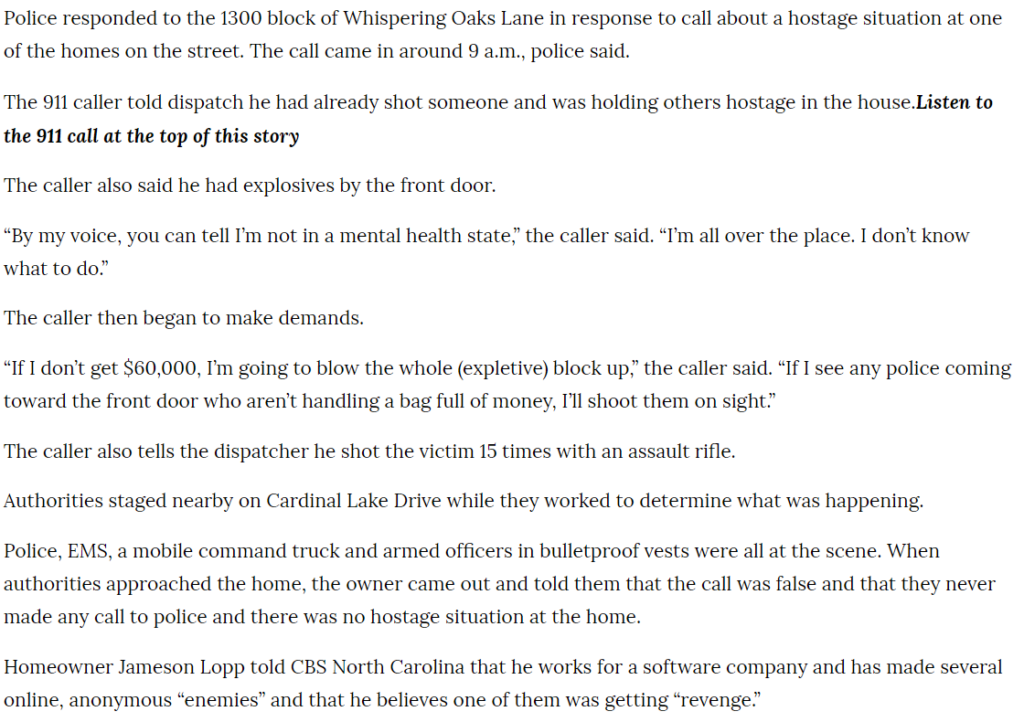 Police responded to the 1300 block of Whispering Oaks Lane in response to call about a hostage situation at one
of the homes on the street. The call came in around 9 a.m., police said.
The 911 caller told dispatch he had already shot someone and was holding others hostage in the house.Listen to
the 911 call at the top of this story
The caller also said he had explosives by the front door.
“By my voice, you can tell I’m not in a mental health state,” the caller said. “I’m all over the place. I don’t know
what to do.”
The caller then began to make demands.
“If I don’t get $60,000, I’m going to blow the whole (expletive) block up,” the caller said. “If I see any police coming
toward the front door who aren’t handling a bag full of money, I’ll shoot them on sight.”
The caller also tells the dispatcher he shot the victim 15 times with an assault rifle.
Authorities staged nearby on Cardinal Lake Drive while they worked to determine what was happening.
Police, EMS, a mobile command truck and armed officers in bulletproof vests were all at the scene. When
authorities approached the home, the owner came out and told them that the call was false and that they never
made any call to police and there was no hostage situation at the home.
Homeowner Jameson Lopp told CBS North Carolina that he works for a software company and has made several
online, anonymous “enemies” and that he believes one of them was getting “revenge.”